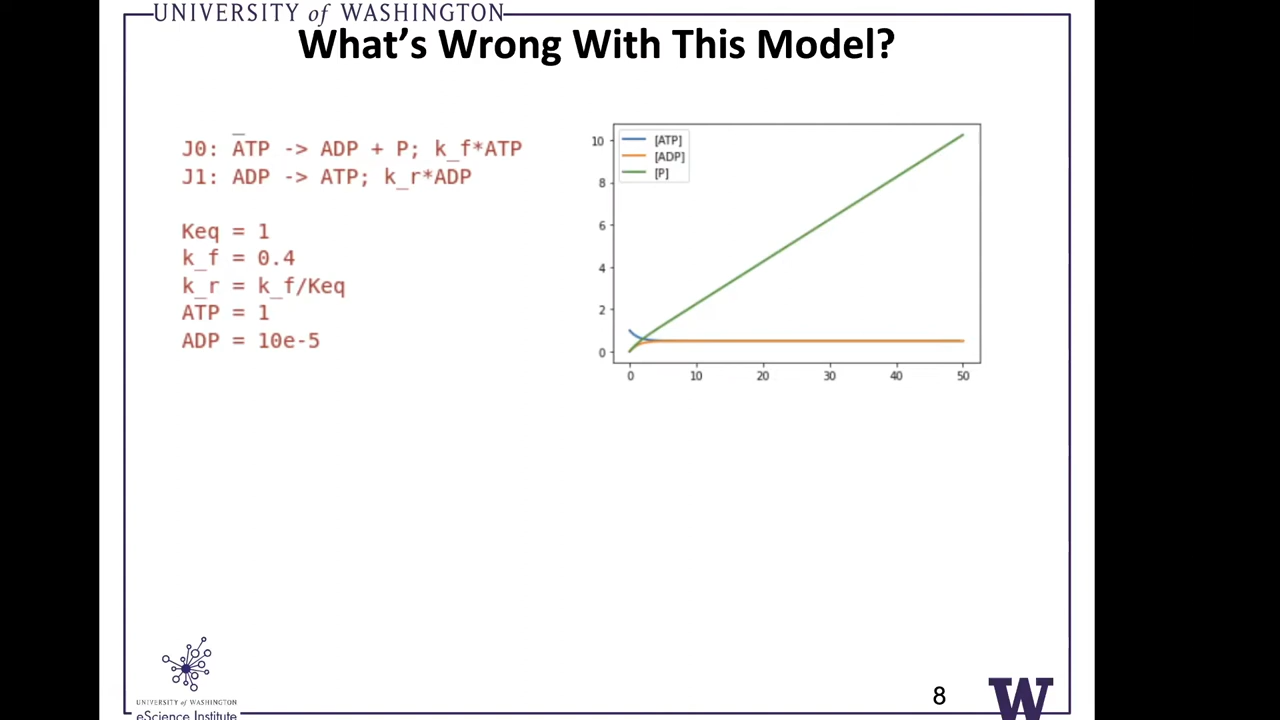 UNIVERSITY of WASHINGTON
What's Wrong With This Model?
J0: ATP -> ADP + P; k_f*ATP
J1: ADP -> ATP; k_r*ADP
Keq = 1
k_f = 0.4
k_r = k_f/Keq
ATP = 1
ADP = 10e-5
[ATP]
[ADP]
[P]
10
8
6
4
2
0
0 10 20 30 40 50
UNIVERSITY of WASHINGTON
eScience Institute
8
W